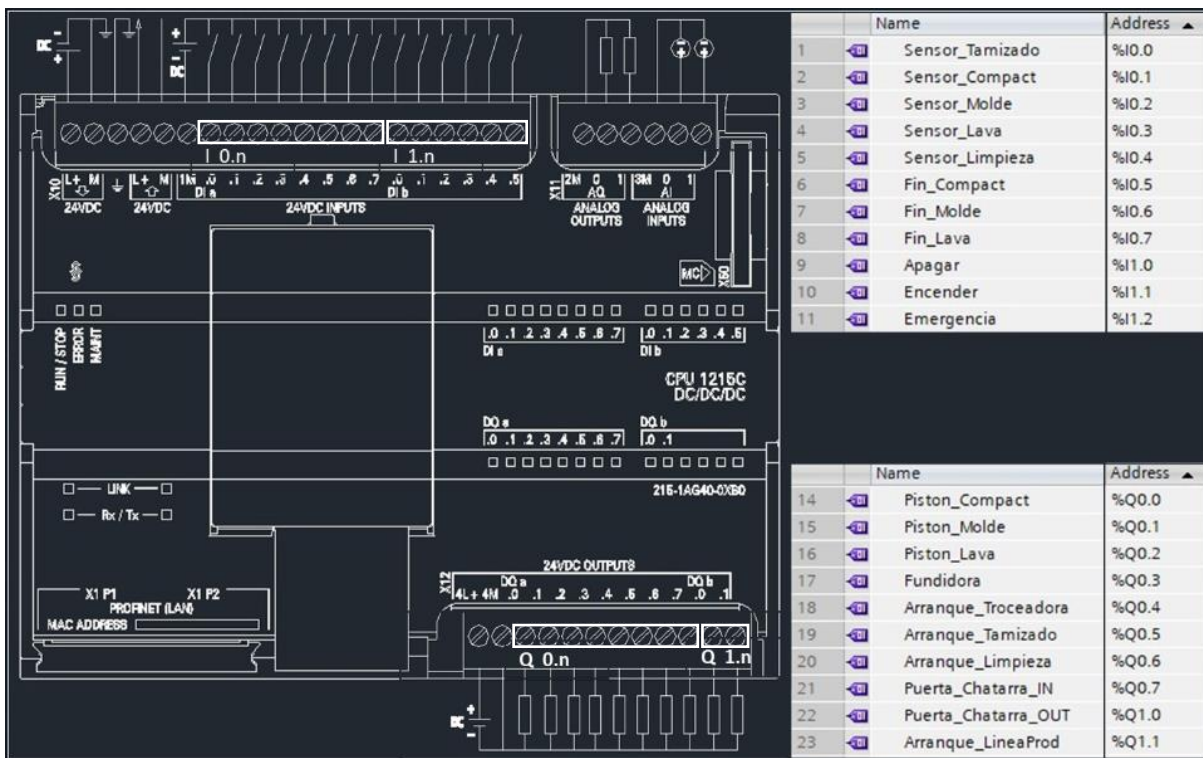 DC - +
+ - DC
I 0.n I 1.n
X10 L+ M L+ M 1M .0 .1 .2 .3 .4 .5 .6 .7 .0 .1 .2 .3 .4 .5
DI a DI b
24VDC 24VDC 24VDC INPUTS
X11 2M 0 1 3M 0 1
AQ AI
ANALOG OUTPUTS ANALOG INPUTS
MC X50
RUN / STOP
ERROR
MAINT
.0 .1 .2 .3 .4 .5 .6 .7 .0 .1 .2 .3 .4 .5
DI a DI b
CPU 1215C
DC/DC/DC
DQ a DQ b
.0 .1 .2 .3 .4 .5 .6 .7 .0 .1
215-1AG40-0XB0
LINK
Rx / Tx
24VDC OUTPUTS
X12 DQ a DQ b
4L+ 4M .0 .1 .2 .3 .4 .5 .6 .7 .0 .1
X1 P1 X1 P2
PROFINET (LAN)
MAC ADDRESS
Q 0.n Q 1.n
DC + -
Name Address
1 Sensor_Tamizado %I0.0
2 Sensor_Compact %I0.1
3 Sensor_Molde %I0.2
4 Sensor_Lava %I0.3
5 Sensor_Limpieza %I0.4
6 Fin_Compact %I0.5
7 Fin_Molde %I0.6
8 Fin_Lava %I0.7
9 Apagar %I1.0
10 Encender %I1.1
11 Emergencia %I1.2
Name Address
14 Piston_Compact %Q0.0
15 Piston_Molde %Q0.1
16 Piston_Lava %Q0.2
17 Fundidora %Q0.3
18 Arranque_Troceadora %Q0.4
19 Arranque_Tamizado %Q0.5
20 Arranque_Limpieza %Q0.6
21 Puerta_Chatarra_IN %Q0.7
22 Puerta_Chatarra_OUT %Q1.0
23 Arranque_LineaProd %Q1.1